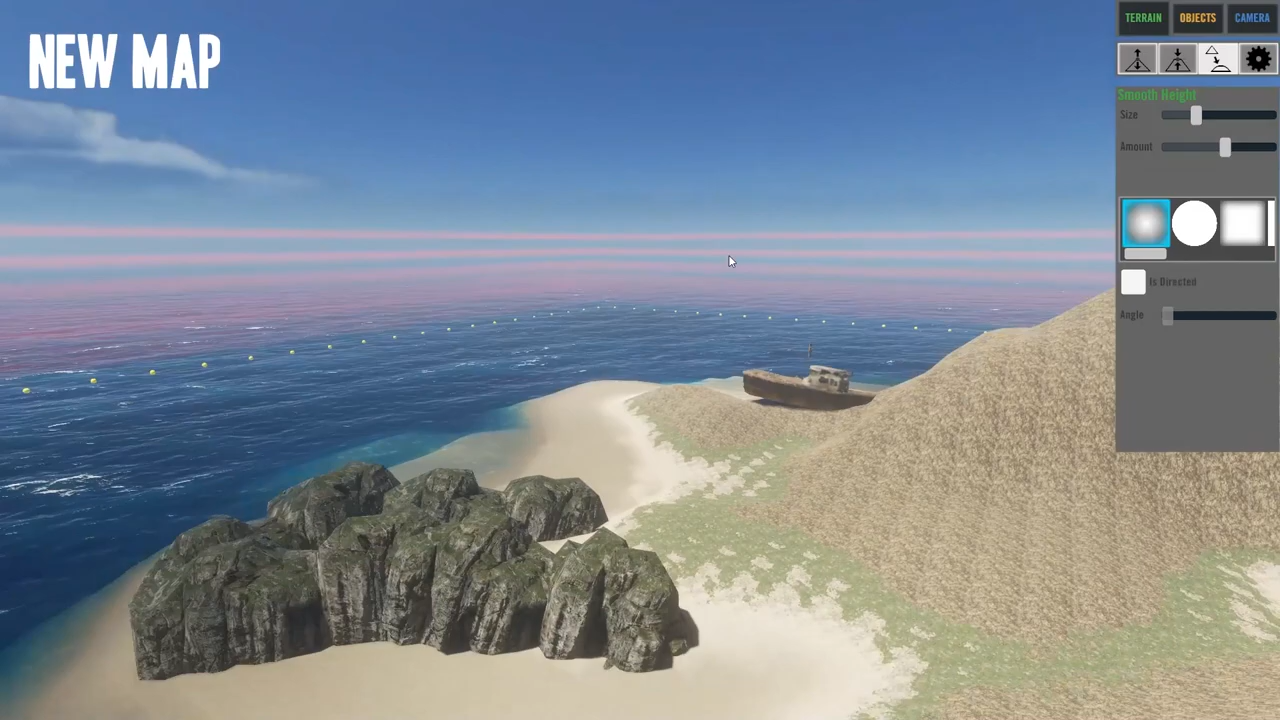 NEW MAP
TERRAIN OBJECTS CAMERA
Smooth Height
Size
Amount
Is Directed
Angle